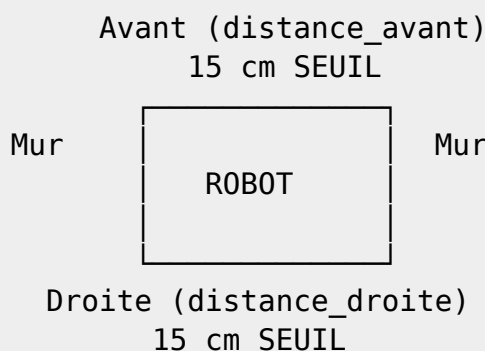 Avant (distance_avant)
15 cm SEUIL
Mur Mur
ROBOT
Droite (distance_droite)
15 cm SEUIL